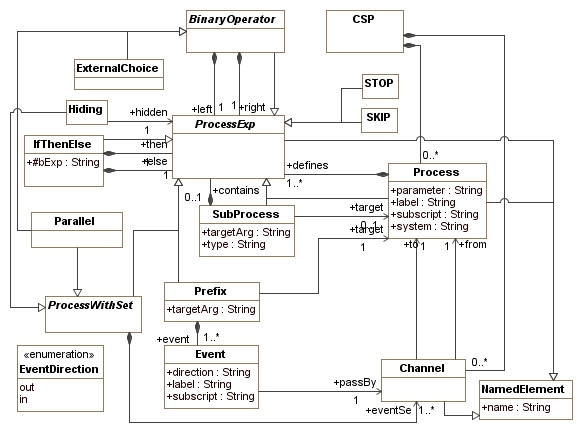 BinaryOperator
CSP
ExternalChoice
STOP
SKIP
+left
1
1
+right
Hiding
+hidden
1
ProcessExp
IfThenElse
+#bExp : String
+then
+else
1
+defines
1..*
0..*
Process
+parameter : String
+label : String
+subscript : String
+system : String
0..1
+contains
SubProcess
+targetArg : String
+type : String
+target
0..1
+target
1
Parallel
+to
1
1
+from
ProcessWithSet
Prefix
+targetArg : String
+event
1..*
Event
+direction : String
+label : String
+subscript : String
«enumeration»
EventDirection
out
in
+passBy
1
+eventSe
1..*
Channel
0..*
NamedElement
+name : String